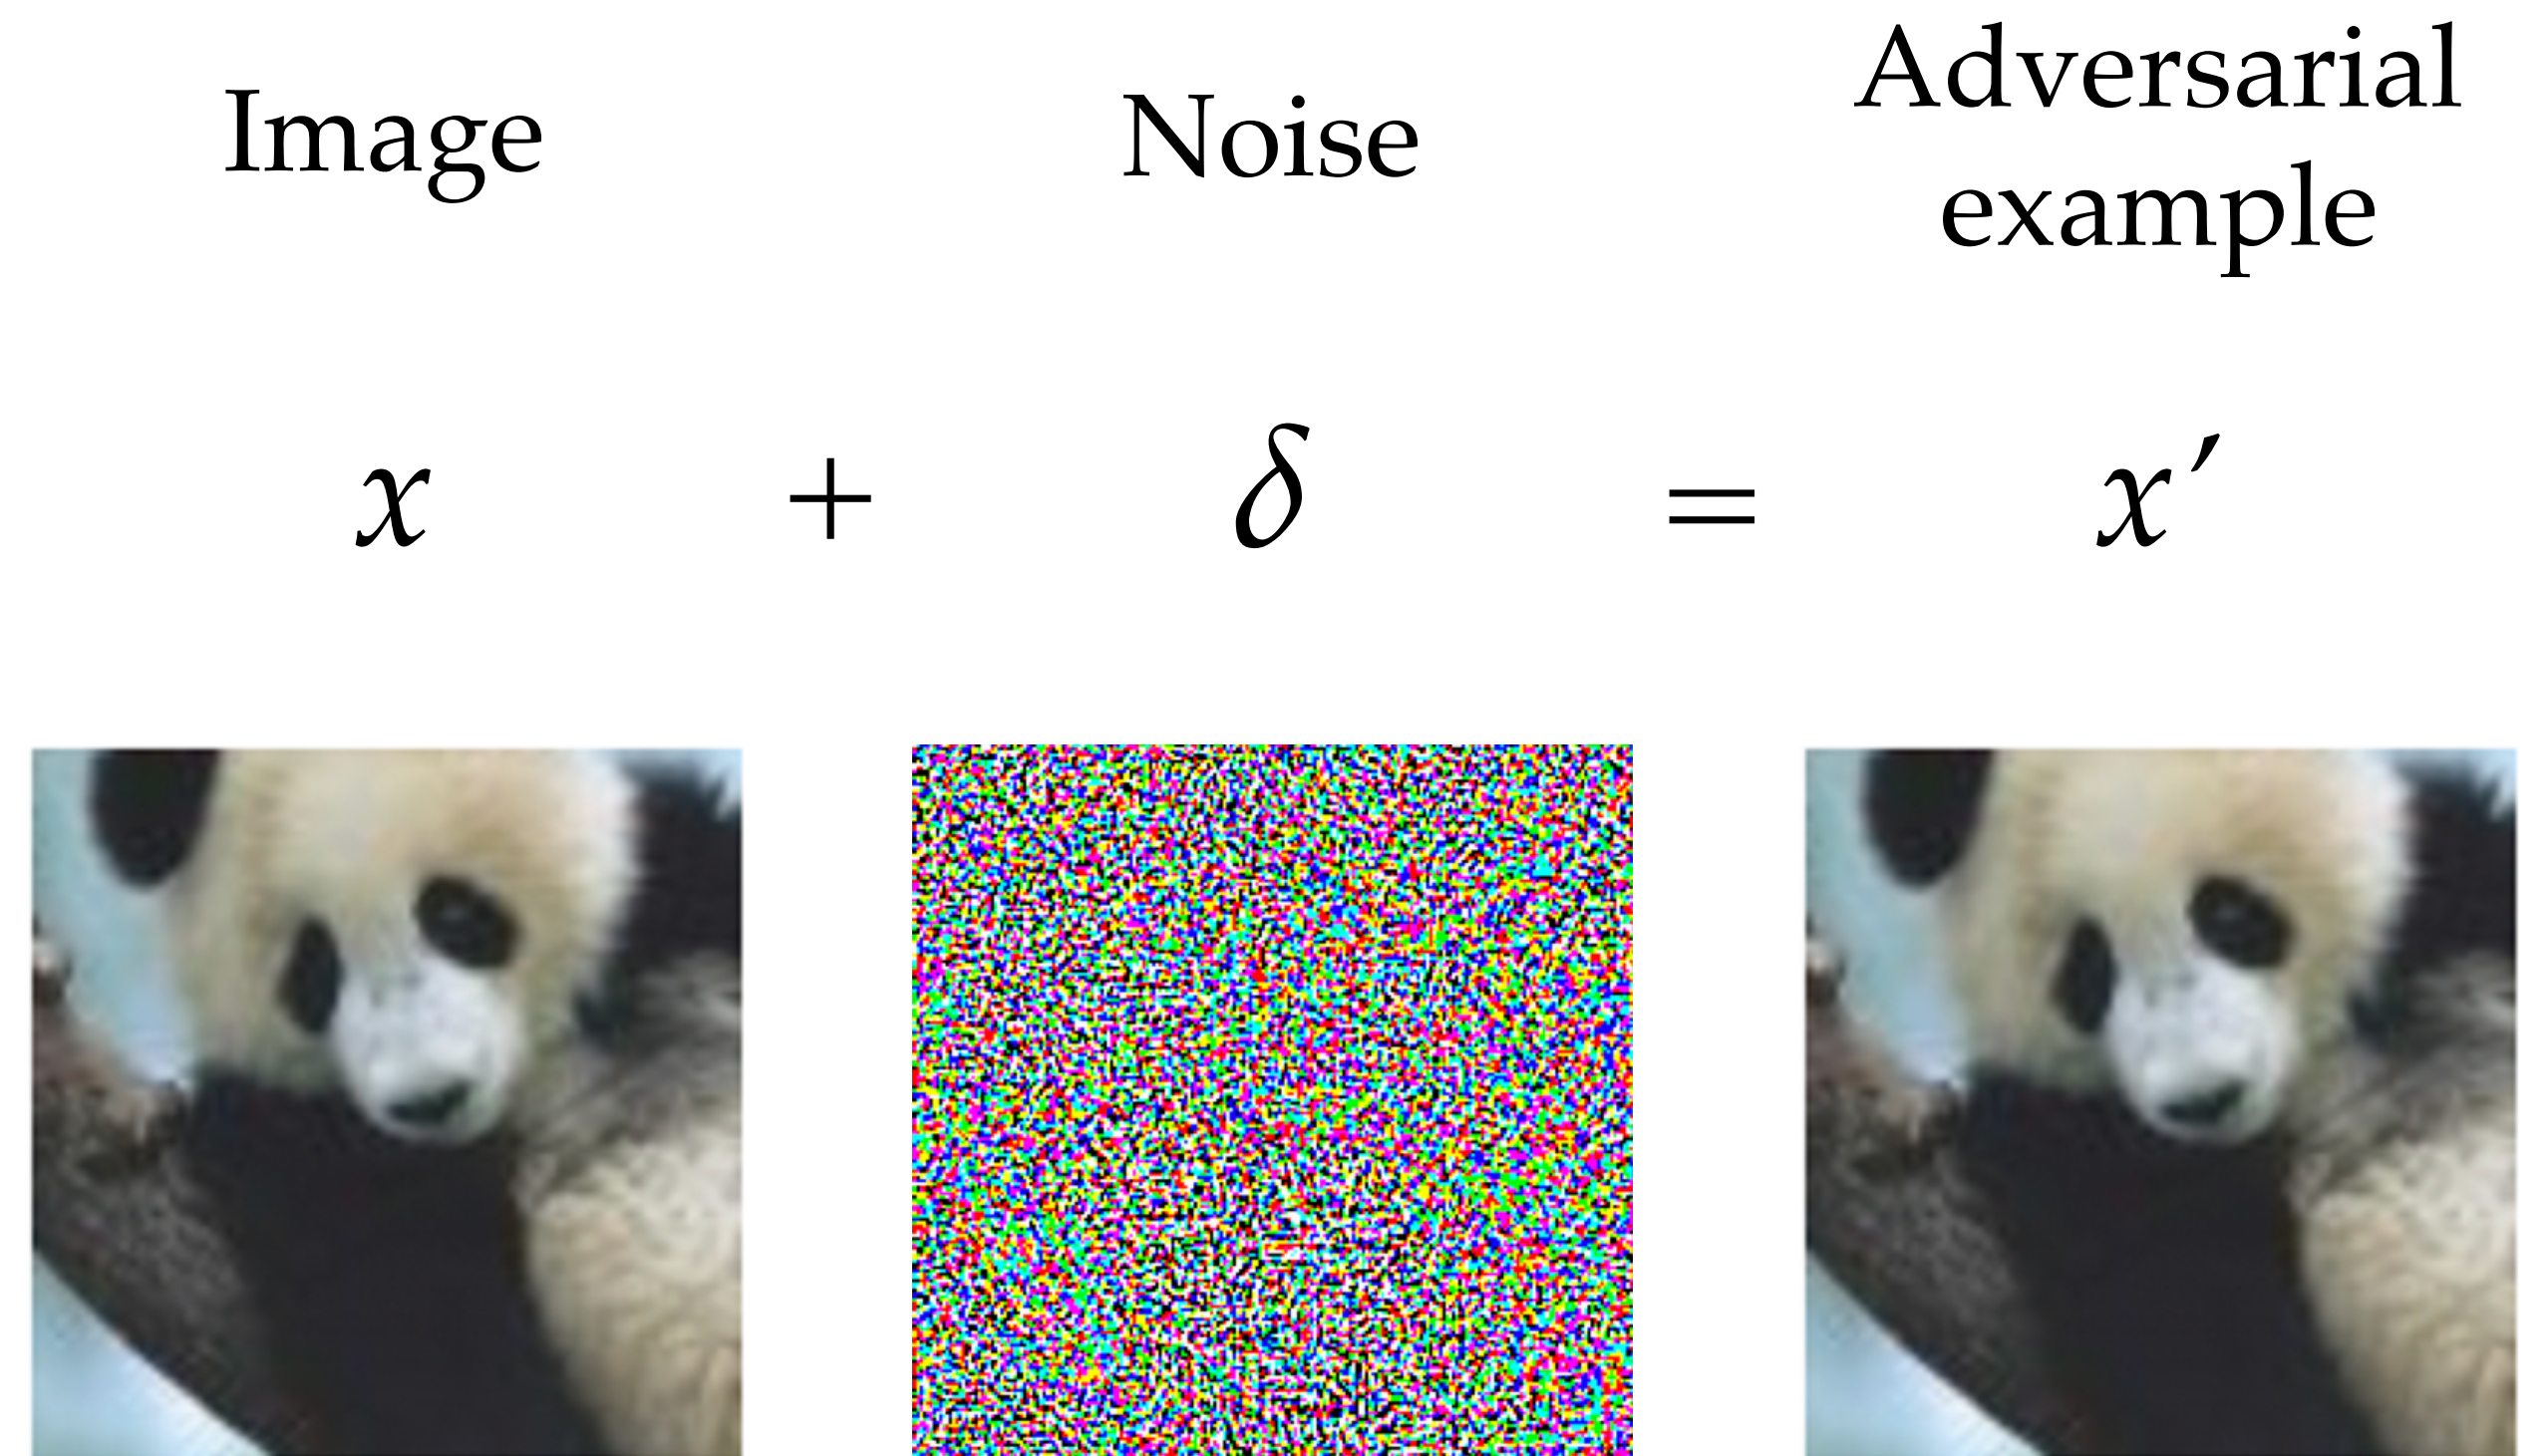 Image
Noise
Adversarial
example
x + δ = x′